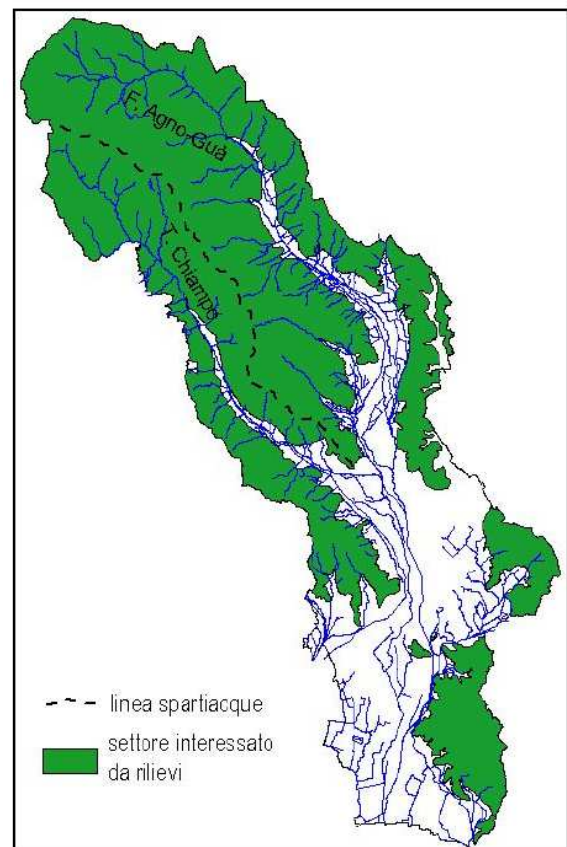 F. Agno-Guà
T. Chiampo
linea spartiacque
settore interessato
da rilievi